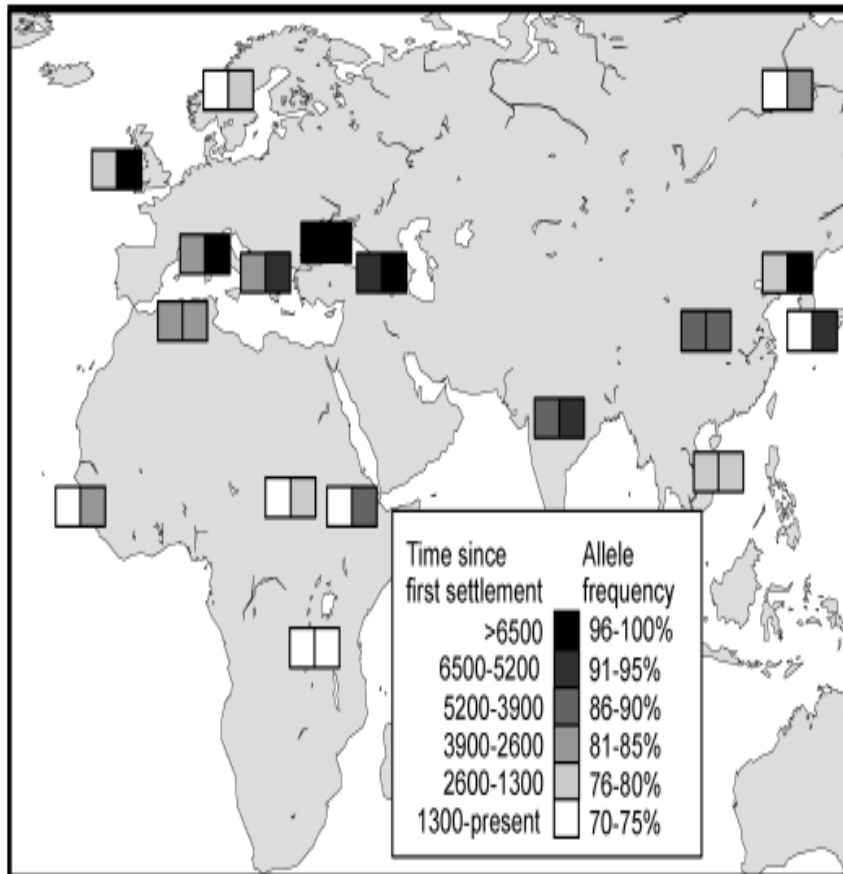 Time since Allele
first settlement frequency
>6500 96-100%
6500-5200 91-95%
5200-3900 86-90%
3900-2600 81-85%
2600-1300 76-80%
1300-present 70-75%